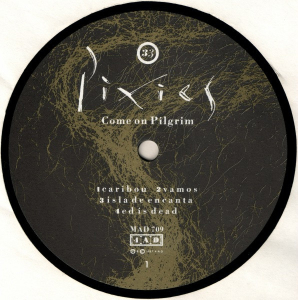 33
Pixies
Come on Pilgrim
1caribou 2vamos
3isla de encanta
4ed is dead
MAD 709
4AD
1